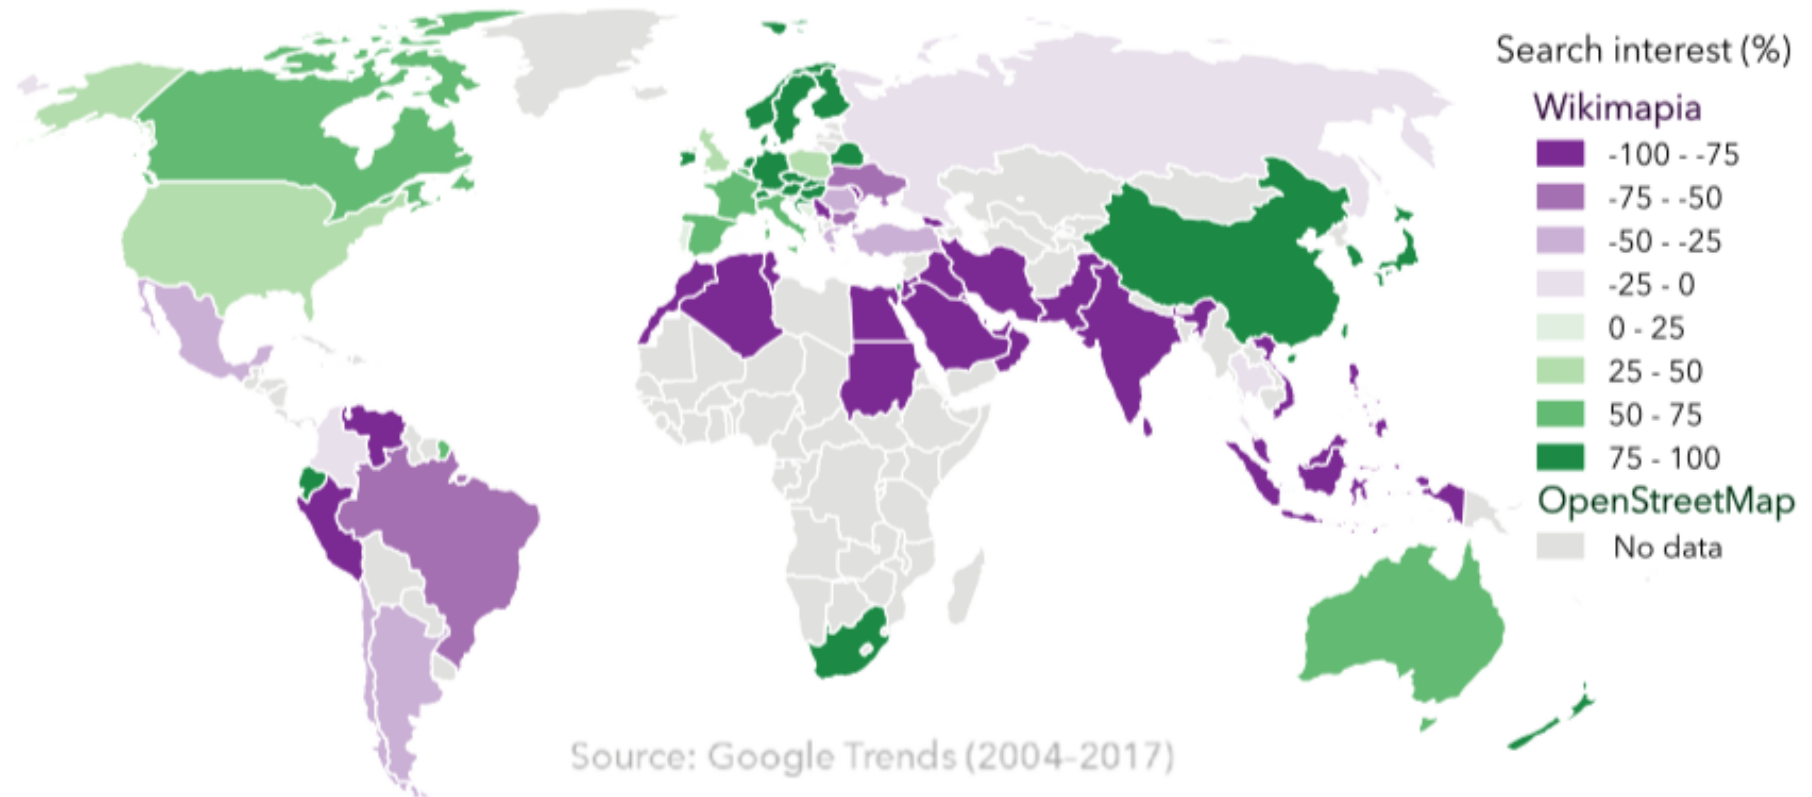 Search interest (%)
Wikimapia
-100 - -75
-75 - -50
-50 - -25
-25 - 0
0 - 25
25 - 50
50 - 75
75 - 100
OpenStreetMap
No data
Source: Google Trends (2004-2017)